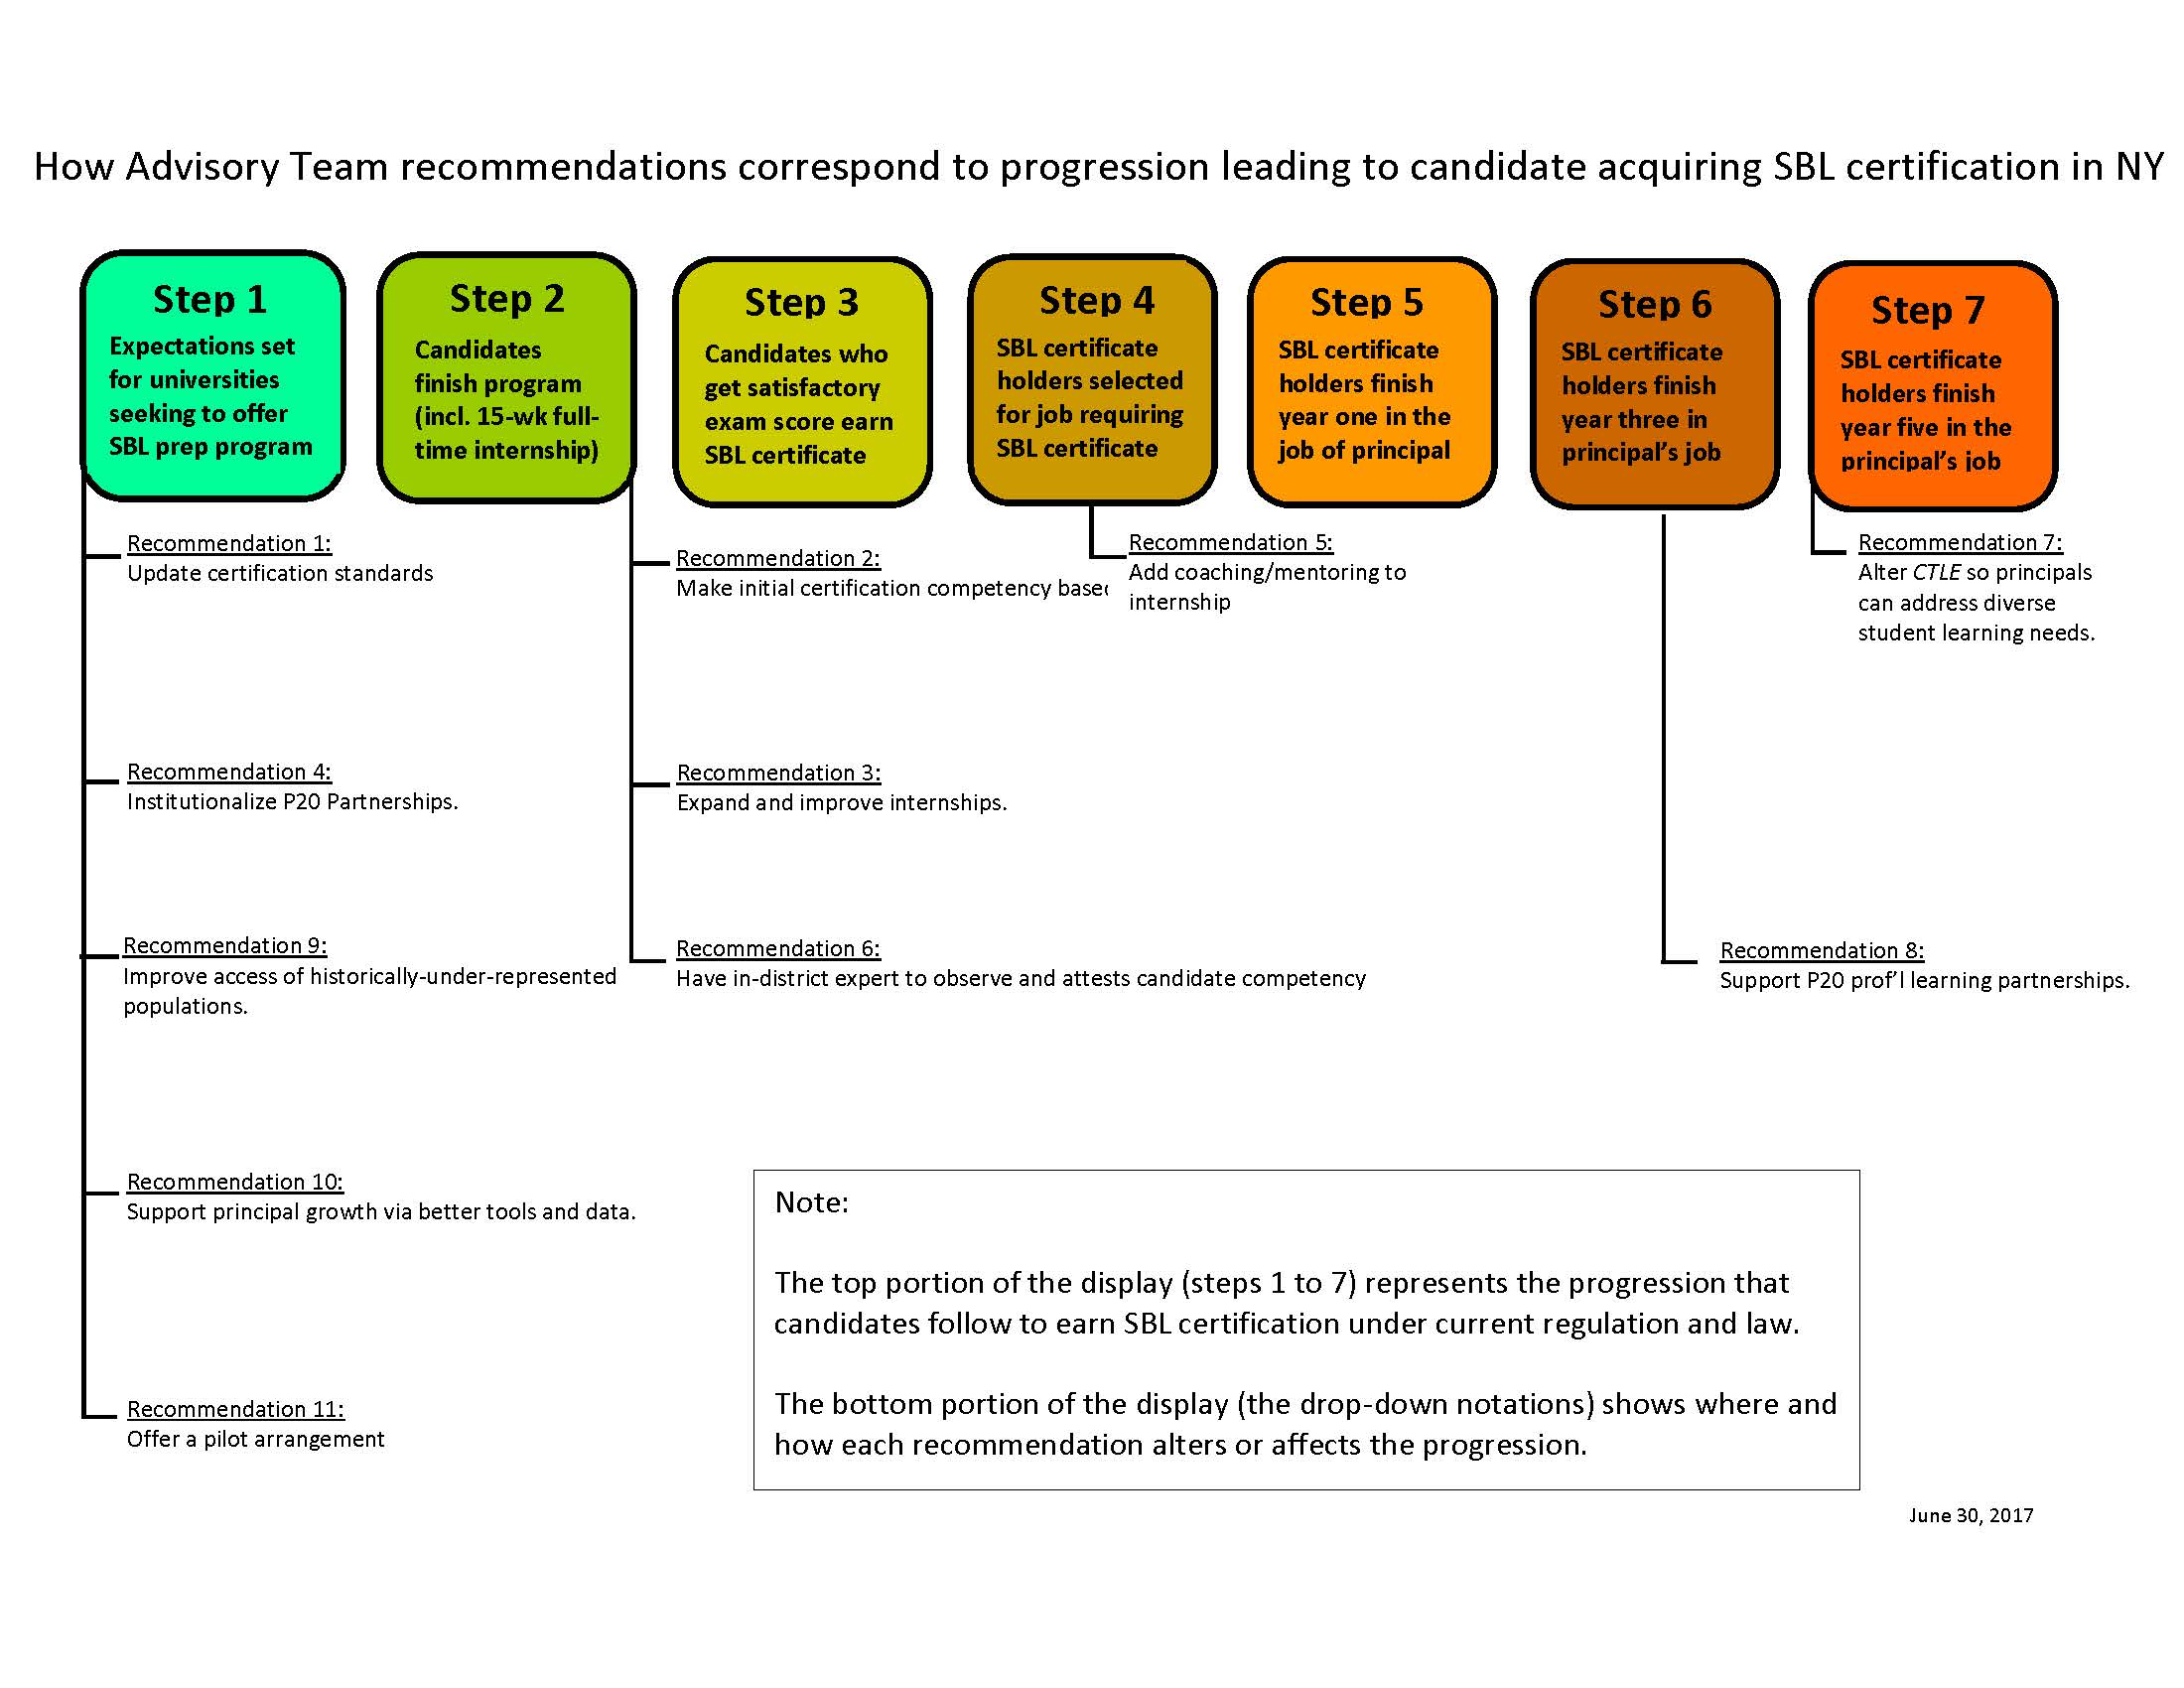 How Advisory Team recommendations correspond to progression leading to candidate acquiring SBL certification in NY
Step 1
Expectations set
for universities
seeking to offer
SBL prep program
Step 2
Candidates
finish program
(incl. 15-wk full-
time internship)
Step 3
Candidates who
get satisfactory
exam score earn
SBL certificate
Step 4
SBL certificate
holders selected
for job requiring
SBL certificate
Step 5
SBL certificate
holders finish
year one in the
job of principal
Step 6
SBL certificate
holders finish
year three in
principal's job
Step 7
SBL certificate
holders finish
year five in the
principal's job
Recommendation 1:
Update certification standards
Recommendation 4:
Institutionalize P20 Partnerships.
Recommendation 9:
Improve access of historically-under-represented
populations.
Recommendation 10:
Support principal growth via better tools and data.
Recommendation 11:
Offer a pilot arrangement
Recommendation 2:
Make initial certification competency based
Recommendation 3:
Expand and improve internships.
Recommendation 6:
Have in-district expert to observe and attests candidate competency
Recommendation 5:
Add coaching/mentoring to
internship
Recommendation 8:
Support P20 prof'l learning partnerships.
Recommendation 7:
Alter CTLE so principals
can address diverse
student learning needs.
Note:
The top portion of the display (steps 1 to 7) represents the progression that
candidates follow to earn SBL certification under current regulation and law.
The bottom portion of the display (the drop-down notations) shows where and
how each recommendation alters or affects the progression.
June 30, 2017